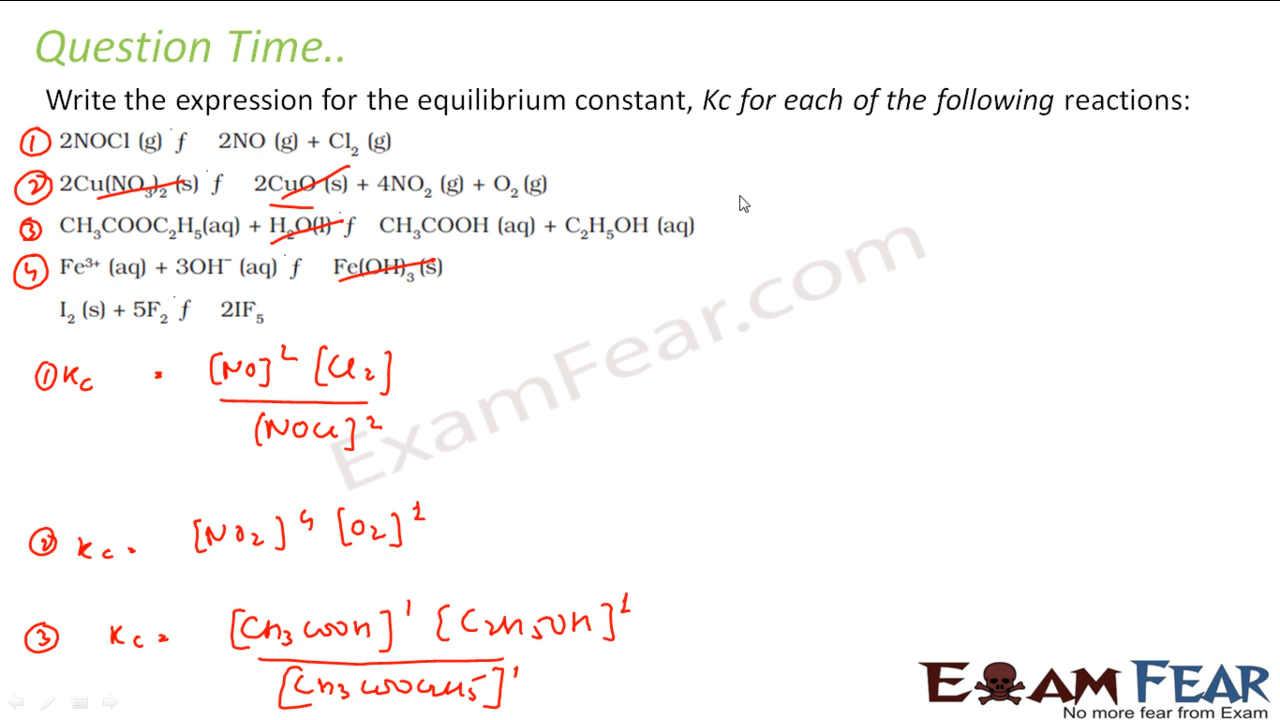 Question Time..
Write the expression for the equilibrium constant, Kc for each of the following reactions:
① 2NOCl (g) ƒ 2NO (g) + Cl₂ (g)
② 2Cu(NO₃)₂ (s) ƒ 2CuO (s) + 4NO₂ (g) + O₂ (g)
③ CH₃COOC₂H₅(aq) + H₂O(l) ƒ CH₃COOH (aq) + C₂H₅OH (aq)
④ Fe³⁺ (aq) + 3OH⁻ (aq) ƒ Fe(OH)₃ (s)
I₂ (s) + 5F₂ ƒ 2IF₅
① Kc = [NO]² [Cl₂]
[NOCl]²
② Kc = [NO₂]⁴ [O₂]¹
③ Kc = [CH₃COOH]¹ [C₂H₅OH]¹
[CH₃COOC₂H₅]¹
ExamFear.com
EXAM FEAR
No more fear from Exam